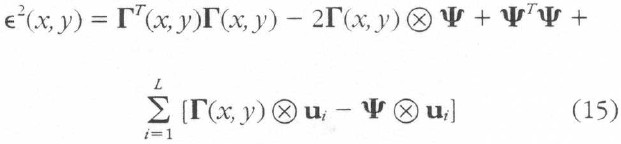 ϵ²(x, y) = Γᵀ(x, y)Γ(x, y) − 2Γ(x, y) ⊗ Ψ + ΨᵀΨ +
∑_{i=1}^{L} [Γ(x, y) ⊗ uᵢ − Ψ ⊗ uᵢ] (15)